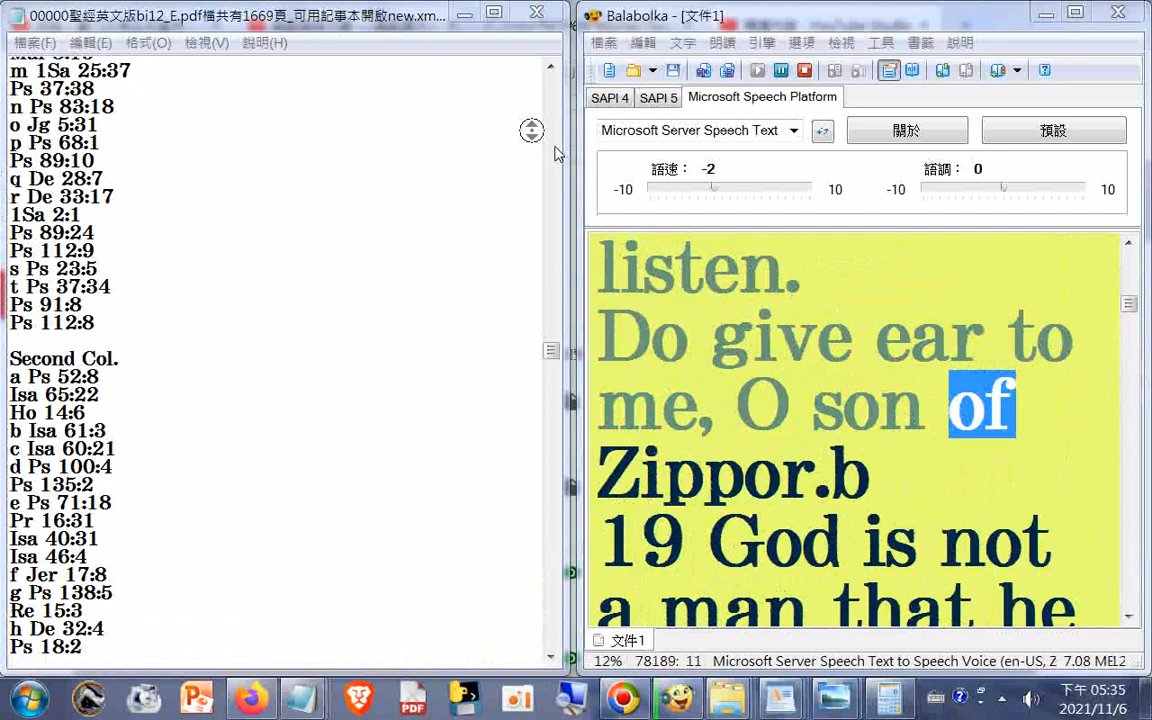 00000聖經英文版bi12_E.pdf檔共有1669頁_可用記事本開啟new.xm...
檔案(F) 編輯(E) 格式(O) 檢視(V) 說明(H)
m 1Sa 25:37
Ps 37:38
n Ps 83:18
o Jg 5:31
p Ps 68:1
Ps 89:10
q De 28:7
r De 33:17
1Sa 2:1
Ps 89:24
Ps 112:9
s Ps 23:5
t Ps 37:34
Ps 91:8
Ps 112:8
Second Col.
a Ps 52:8
Isa 65:22
Ho 14:6
b Isa 61:3
c Isa 60:21
d Ps 100:4
Ps 135:2
e Ps 71:18
Pr 16:31
Isa 40:31
Isa 46:4
f Jer 17:8
g Ps 138:5
Re 15:3
h De 32:4
Ps 18:2
Balabolka - [文件1]
檔案 編輯 文字 朗讀 引擎 選項 檢視 工具 書籤 說明
SAPI 4 SAPI 5 Microsoft Speech Platform
Microsoft Server Speech Text 關於 預設
語速： -2 語調： 0
-10 10 -10 10
listen.
Do give ear to
me, O son of
Zippor.b
19 God is not
a man that he
文件1
12% 78189: 11 Microsoft Server Speech Text to Speech Voice (en-US, Z 7.08 ME12
下午 05:35
2021/11/6